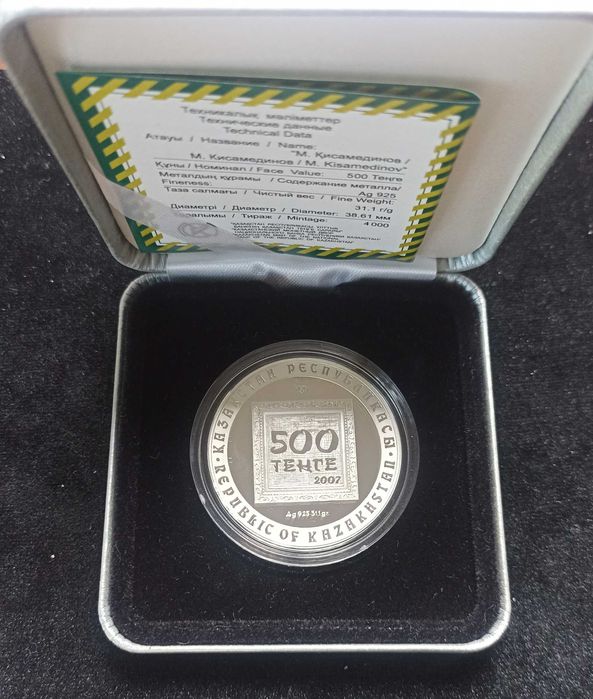 Техникалық мәліметтер
Технические данные
Technical Data
Атауы / Название / Name:
"М. Қисамединов /
М. Кисамединов / M. Kisamedinov"
Құны / Номинал / Face Value: 500 Теңге
Металдың құрамы / Содержание металла/
Fineness: Ag 925
Таза салмағы / Чистый вес / Fine Weight:
31.1 г/g
Диаметрі / Диаметр / Diameter: 38.61 мм
Таралымы / Тираж / Mintage: 4000
ҚАЗАҚСТАН РЕСПУБЛИКАСЫ
500
ТЕҢГЕ
2007
Ag 925 31,1 gr.
REPUBLIC OF KAZAKHSTAN